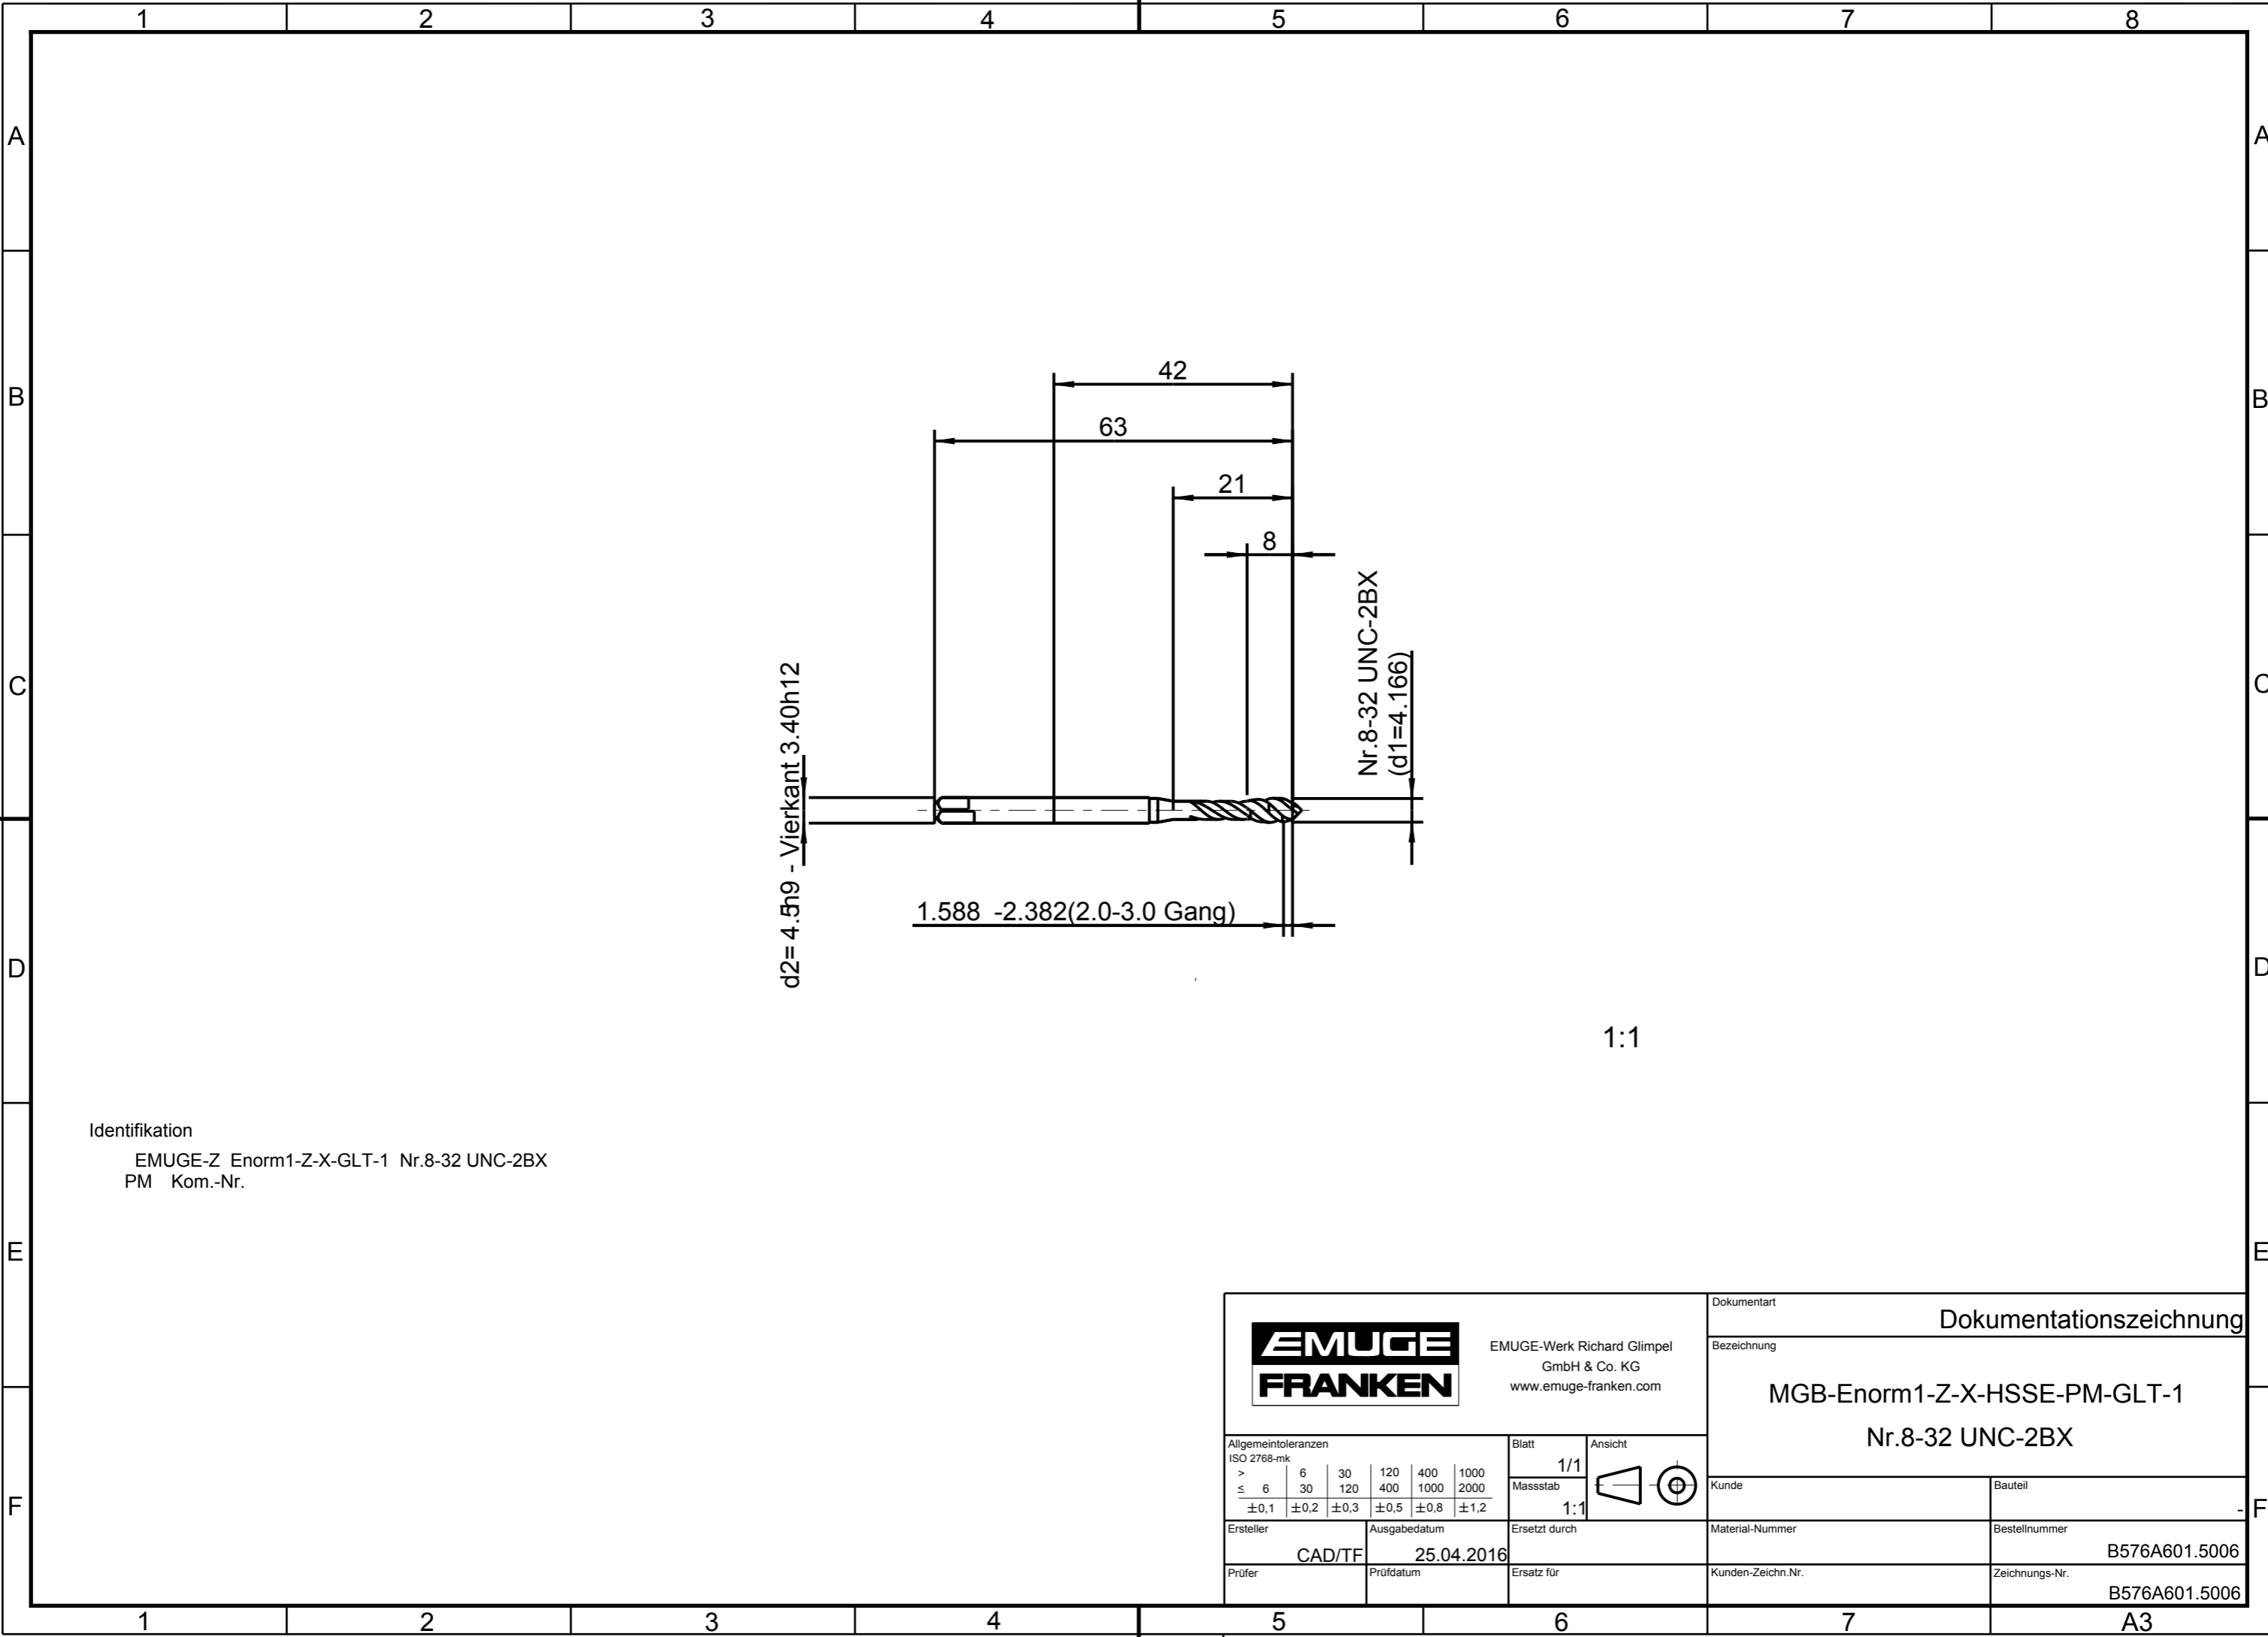 1 2 3 4 5 6 7 8
A A
B B
C C
D D
E E
F F
42
63
21
8
Nr.8-32 UNC-2BX
(d1=4.166)
d2= 4.5h9 - Vierkant 3.40h12
1.588 -2.382(2.0-3.0 Gang)
1:1
Identifikation
EMUGE-Z Enorm1-Z-X-GLT-1 Nr.8-32 UNC-2BX
PM Kom.-Nr.
EMUGE
FRANKEN
EMUGE-Werk Richard Glimpel
GmbH & Co. KG
www.emuge-franken.com
Dokumentart
Dokumentationszeichnung
Bezeichnung
MGB-Enorm1-Z-X-HSSE-PM-GLT-1
Nr.8-32 UNC-2BX
Allgemeintoleranzen
ISO 2768-mk
> 6 30 120 400 1000
≤ 6 30 120 400 1000 2000
±0,1 ±0,2 ±0,3 ±0,5 ±0,8 ±1,2
Blatt
1/1
Ansicht
Massstab
1:1
Kunde
Bauteil
-
Ersteller
CAD/TF
Ausgabedatum
25.04.2016
Ersetzt durch
Material-Nummer
Bestellnummer
B576A601.5006
Prüfer
Prüfdatum
Ersatz für
Kunden-Zeichn.Nr.
Zeichnungs-Nr.
B576A601.5006
1 2 3 4 5 6 7 A3